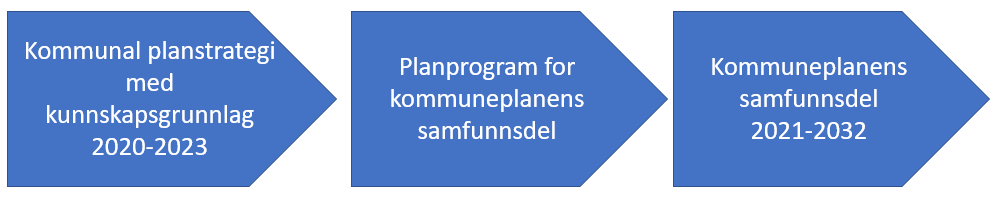 Kommunal planstrategi
med
kunnskapsgrunnlag
2020-2023
Planprogram for
kommuneplanens
samfunnsdel
Kommuneplanens
samfunnsdel
2021-2032